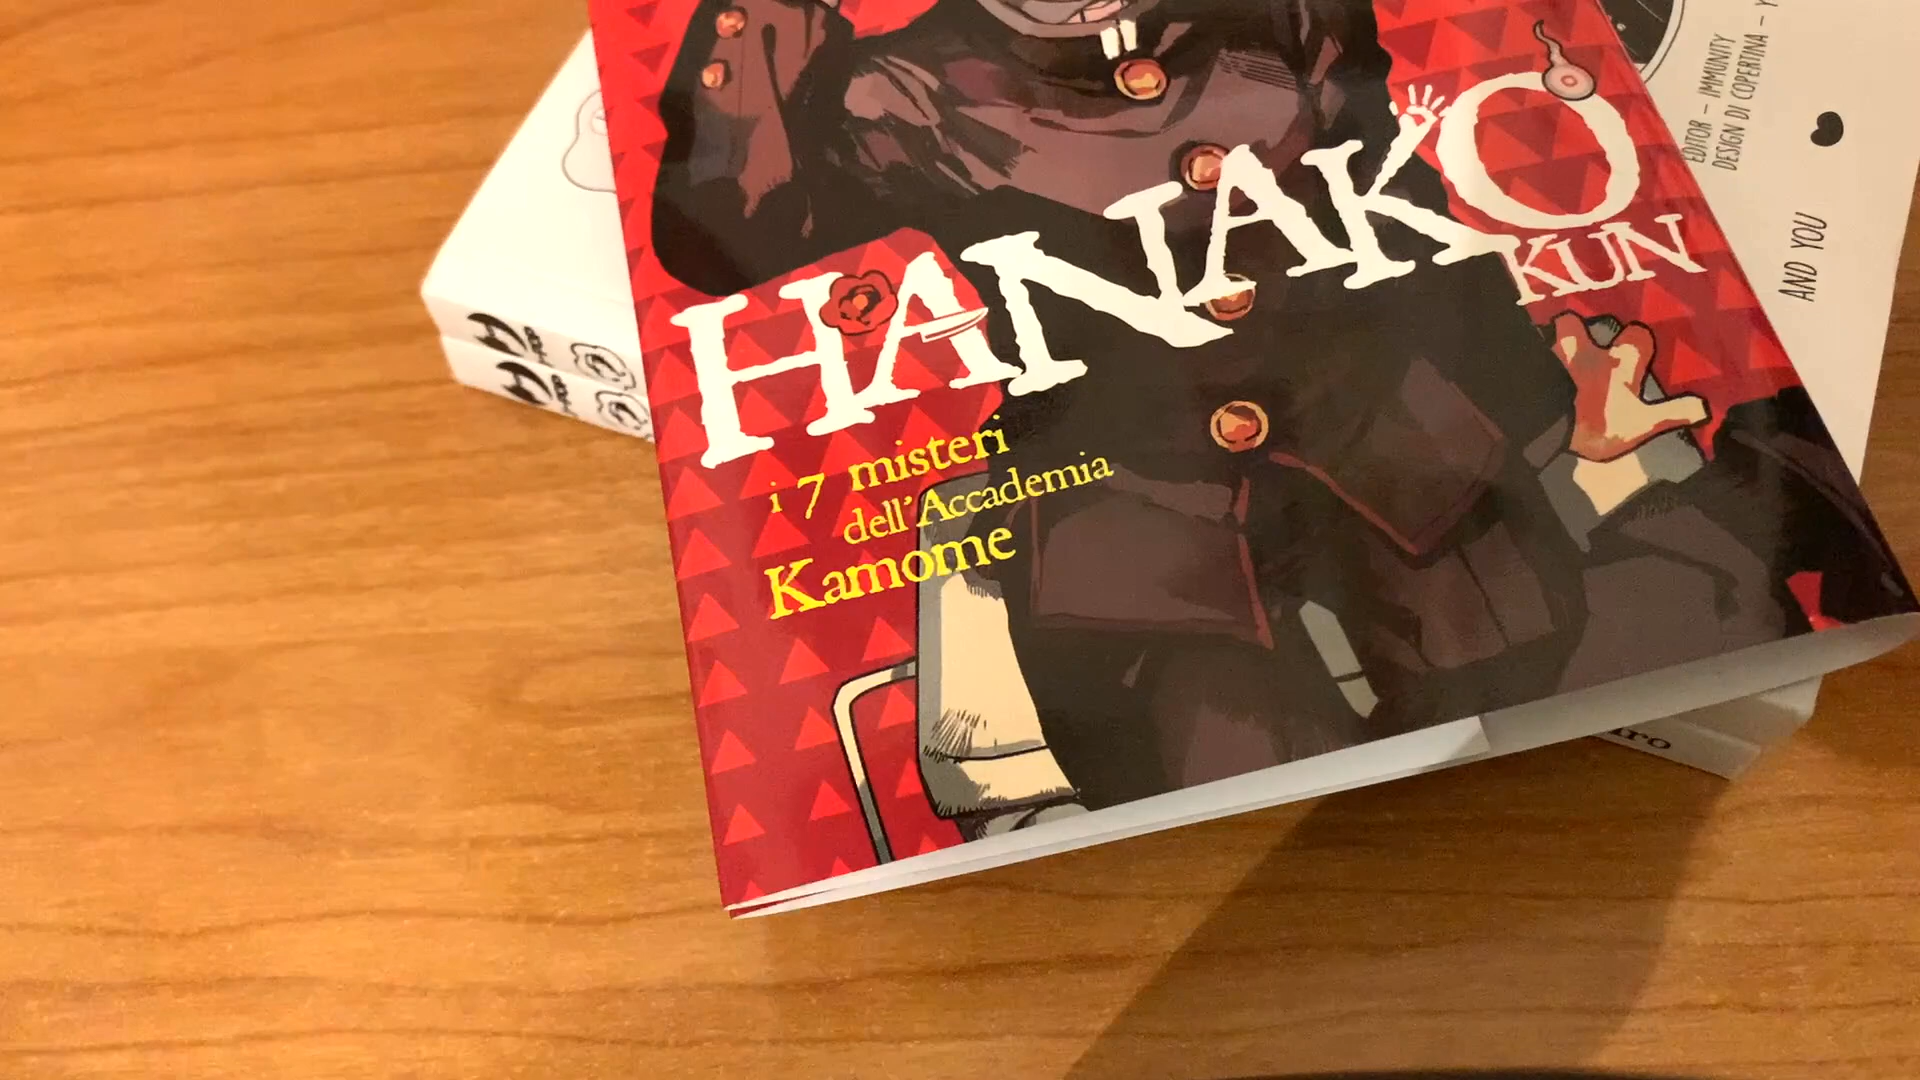 HANAKO
KUN
i 7 misteri
dell'Accademia
Kamome
EDITOR – IMMUNITY
DESIGN DI COPERTINA –
AND YOU